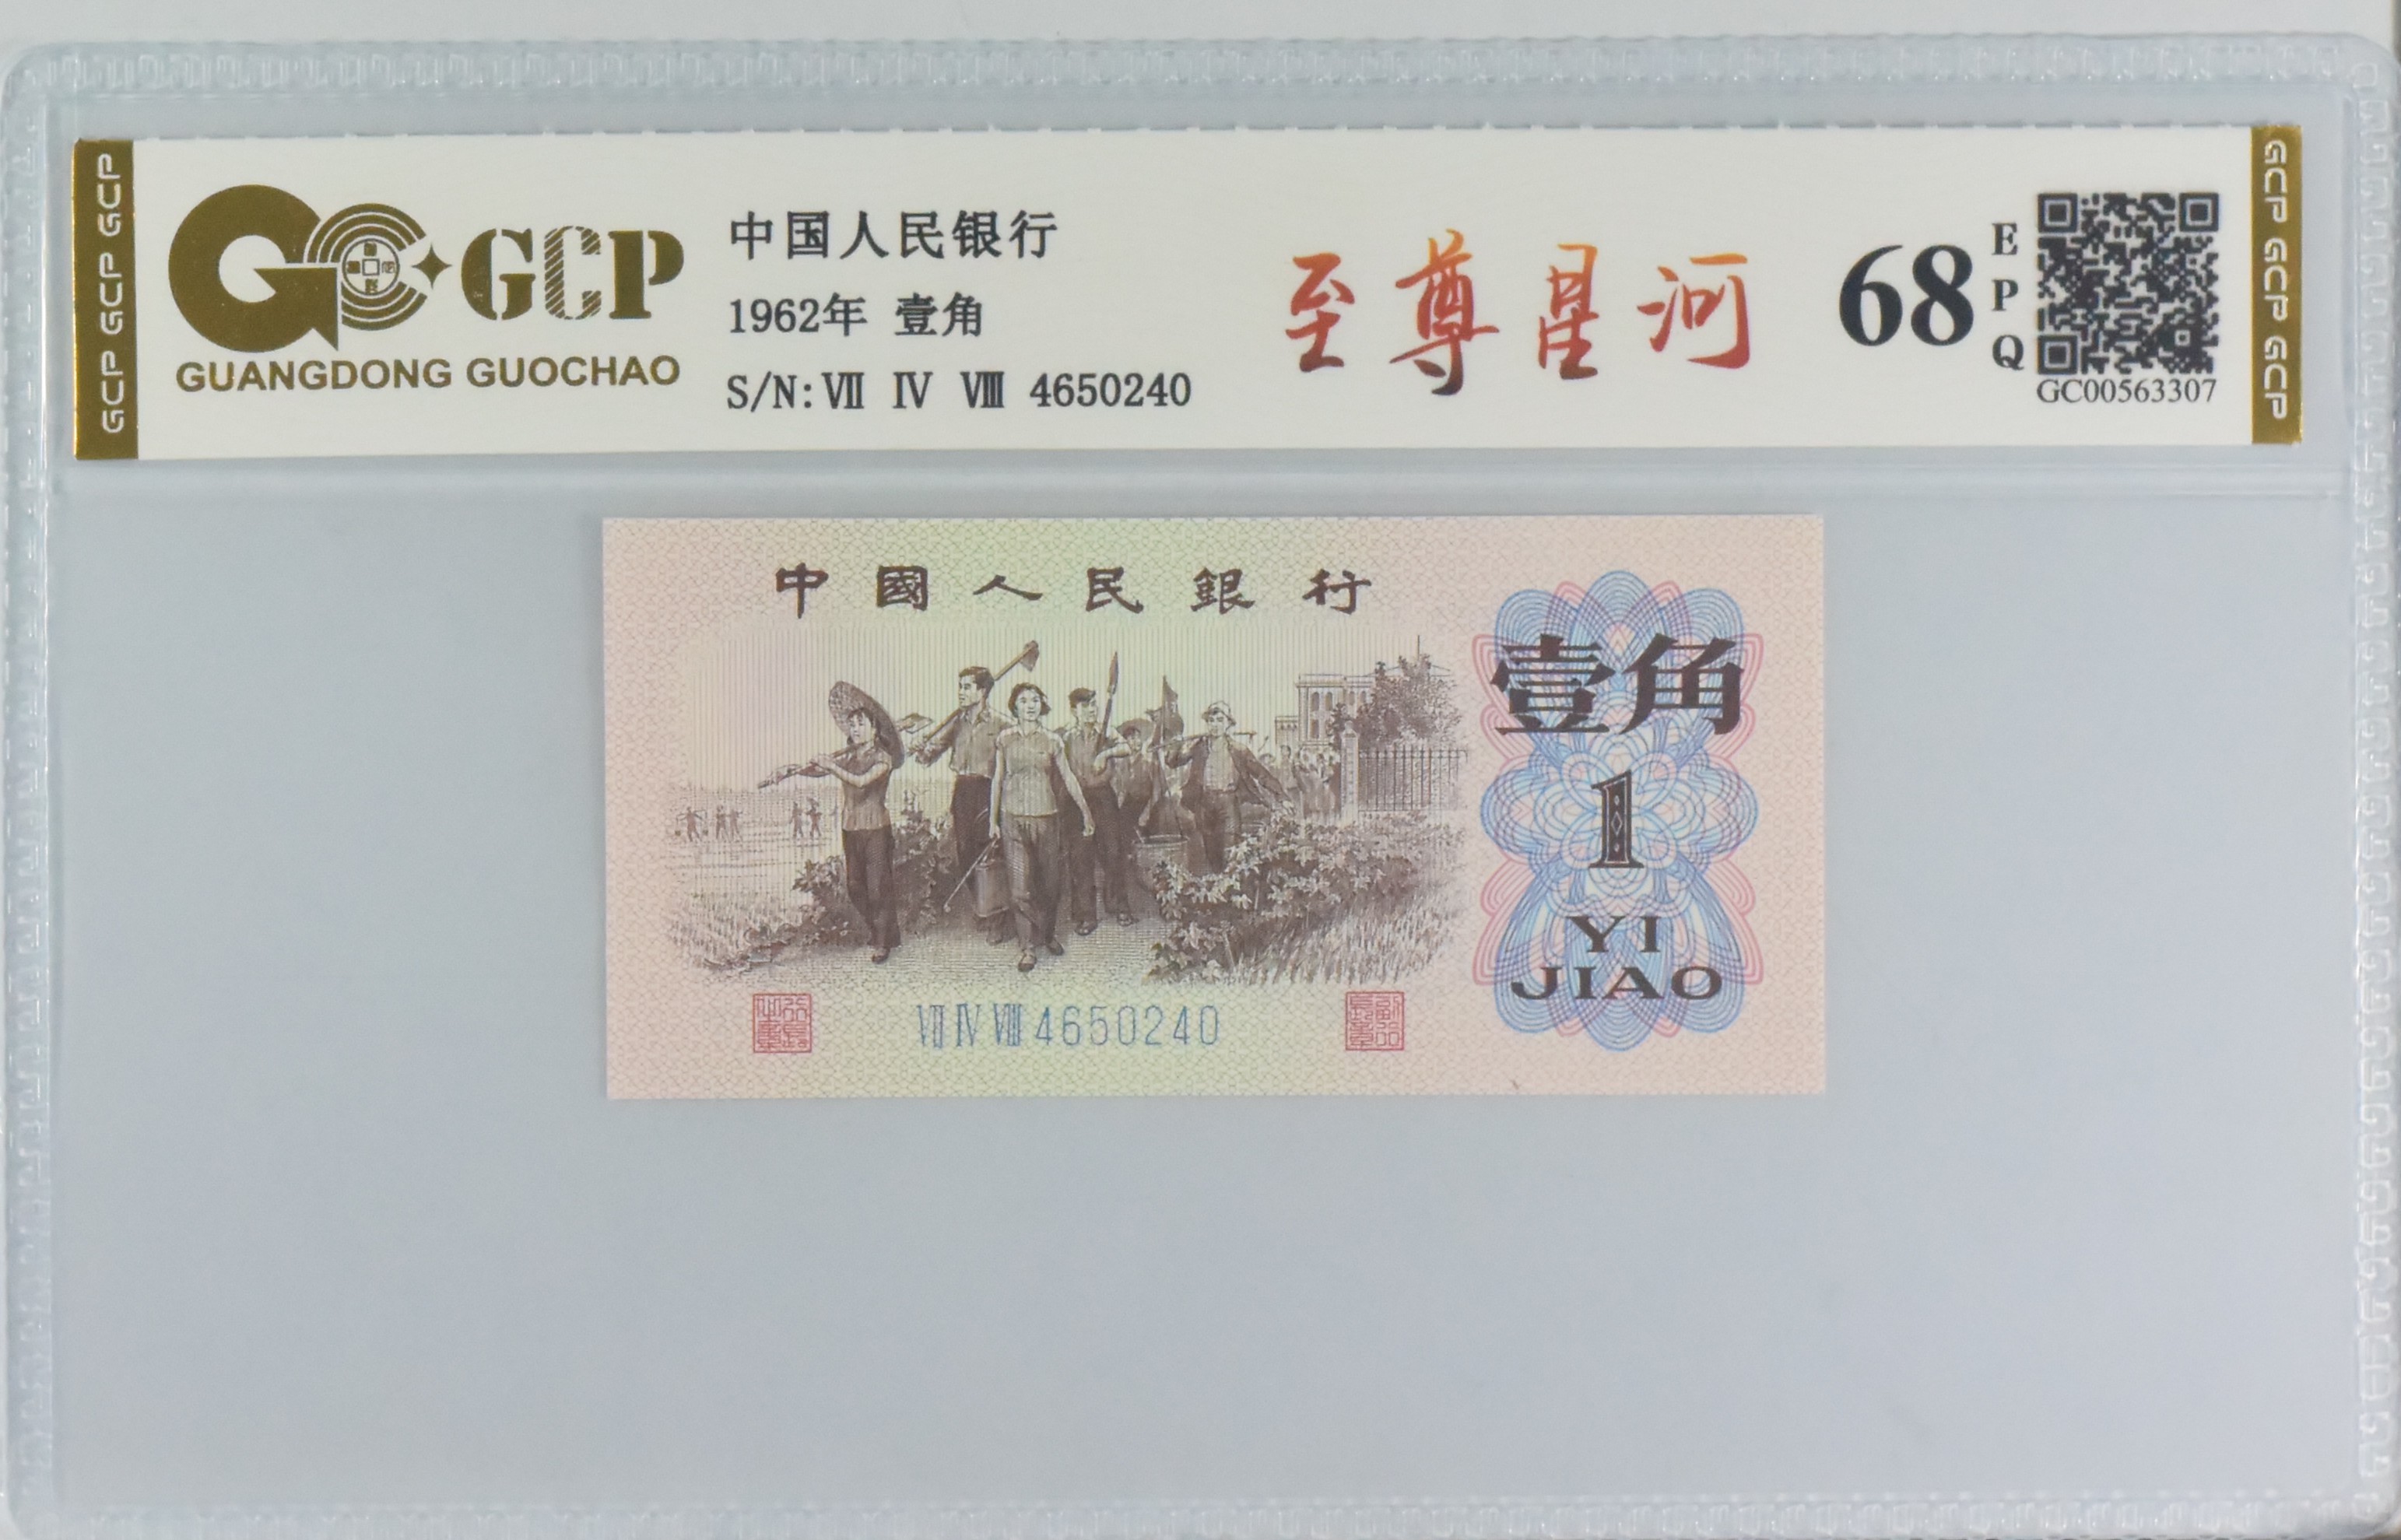 GCP GCP GCP
GCP
GUANGDONG GUOCHAO
中国人民银行
1962年 壹角
S/N:Ⅶ Ⅳ Ⅷ 4650240
至尊星河
68
EPQ
GC00563307
GCP GCP GCP
中國人民銀行
壹角
1
YI
JIAO
Ⅶ Ⅳ Ⅷ 4650240